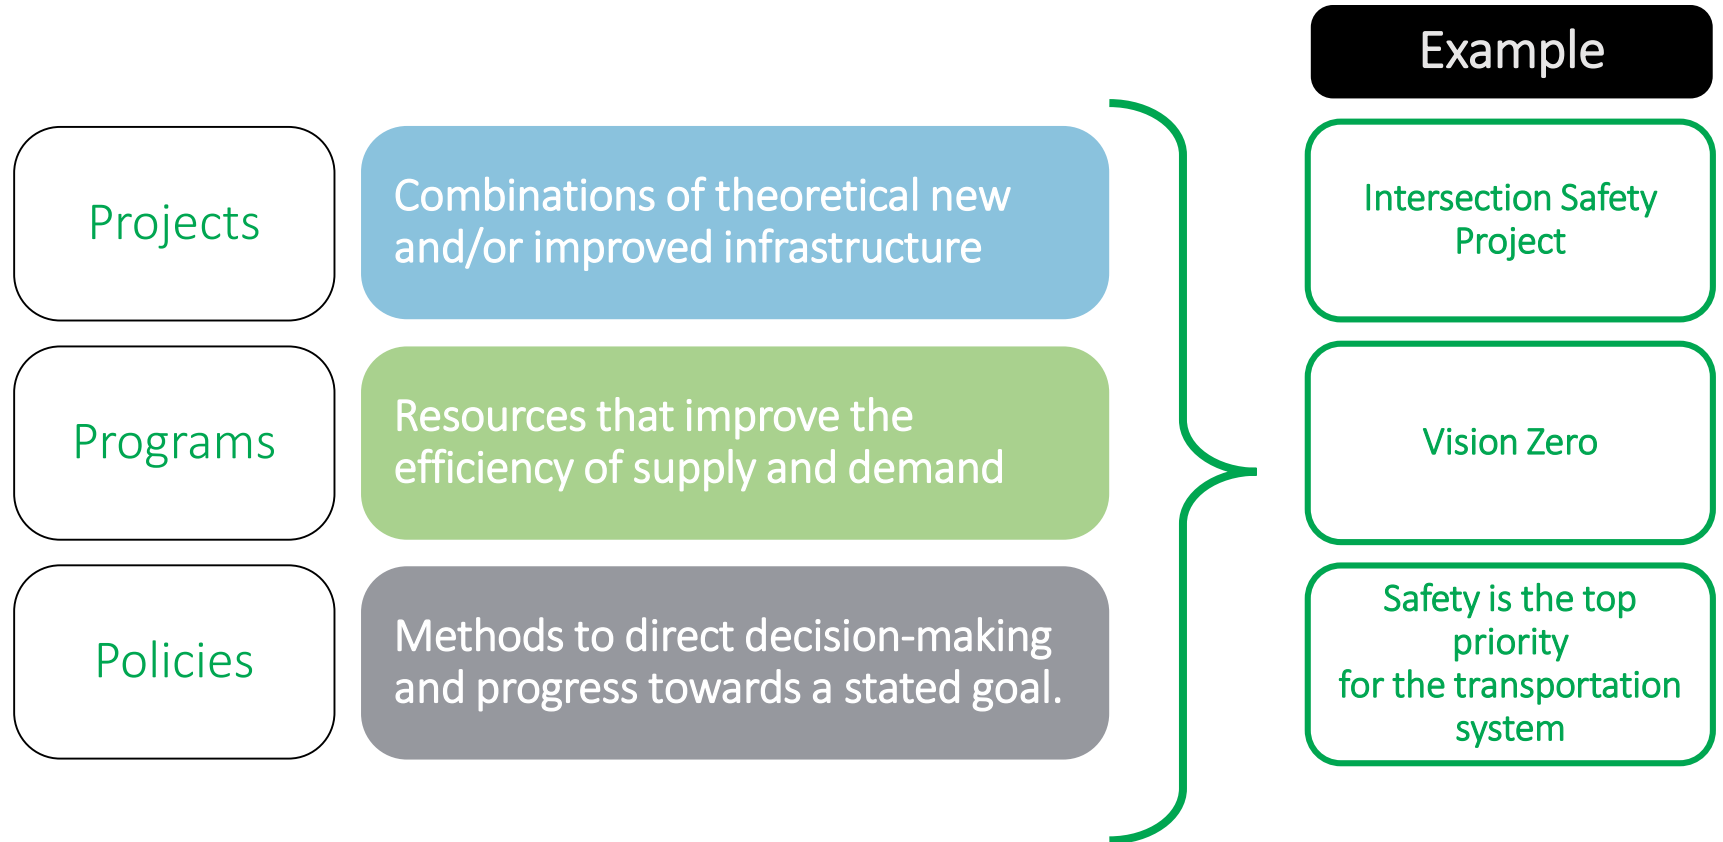 Example
Projects
Combinations of theoretical new
and/or improved infrastructure
Intersection Safety
Project
Programs
Resources that improve the
efficiency of supply and demand
Vision Zero
Policies
Methods to direct decision-making
and progress towards a stated goal.
Safety is the top
priority
for the transportation
system